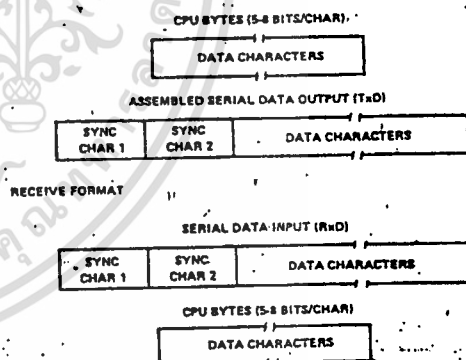 CPU BYTES (5-8 BITS/CHAR)
DATA CHARACTERS
ASSEMBLED SERIAL DATA OUTPUT (TxD)
SYNC CHAR 1
SYNC CHAR 2
DATA CHARACTERS
RECEIVE FORMAT
SERIAL DATA INPUT (RxD)
SYNC CHAR 1
SYNC CHAR 2
DATA CHARACTERS
CPU BYTES (5-8 BITS/CHAR)
DATA CHARACTERS